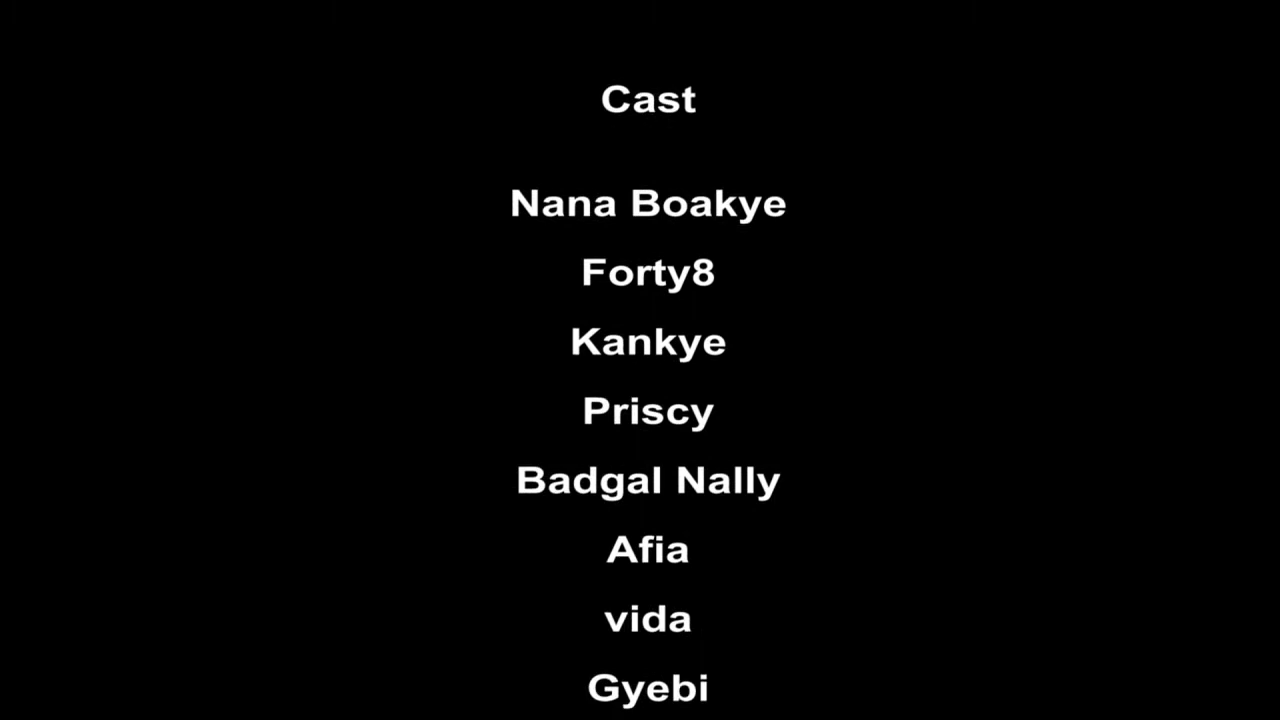 Cast
Nana Boakye
Forty8
Kankye
Priscy
Badgal Nally
Afia
vida
Gyebi